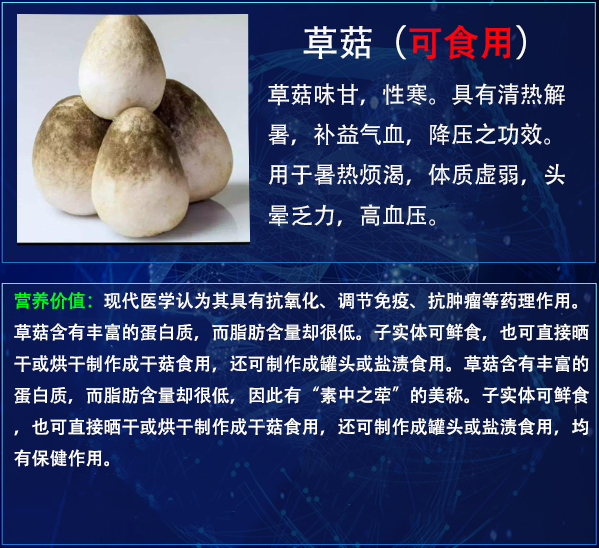 草菇（可食用）
草菇味甘，性寒。具有清热解
暑，补益气血，降压之功效。
用于暑热烦渴，体质虚弱，头
晕乏力，高血压。
营养价值：现代医学认为其具有抗氧化、调节免疫、抗肿瘤等药理作用。
草菇含有丰富的蛋白质，而脂肪含量却很低。子实体可鲜食，也可直接晒
干或烘干制作成干菇食用，还可制作成罐头或盐渍食用。草菇含有丰富的
蛋白质，而脂肪含量却很低，因此有“素中之荤”的美称。子实体可鲜食
，也可直接晒干或烘干制作成干菇食用，还可制作成罐头或盐渍食用，均
有保健作用。